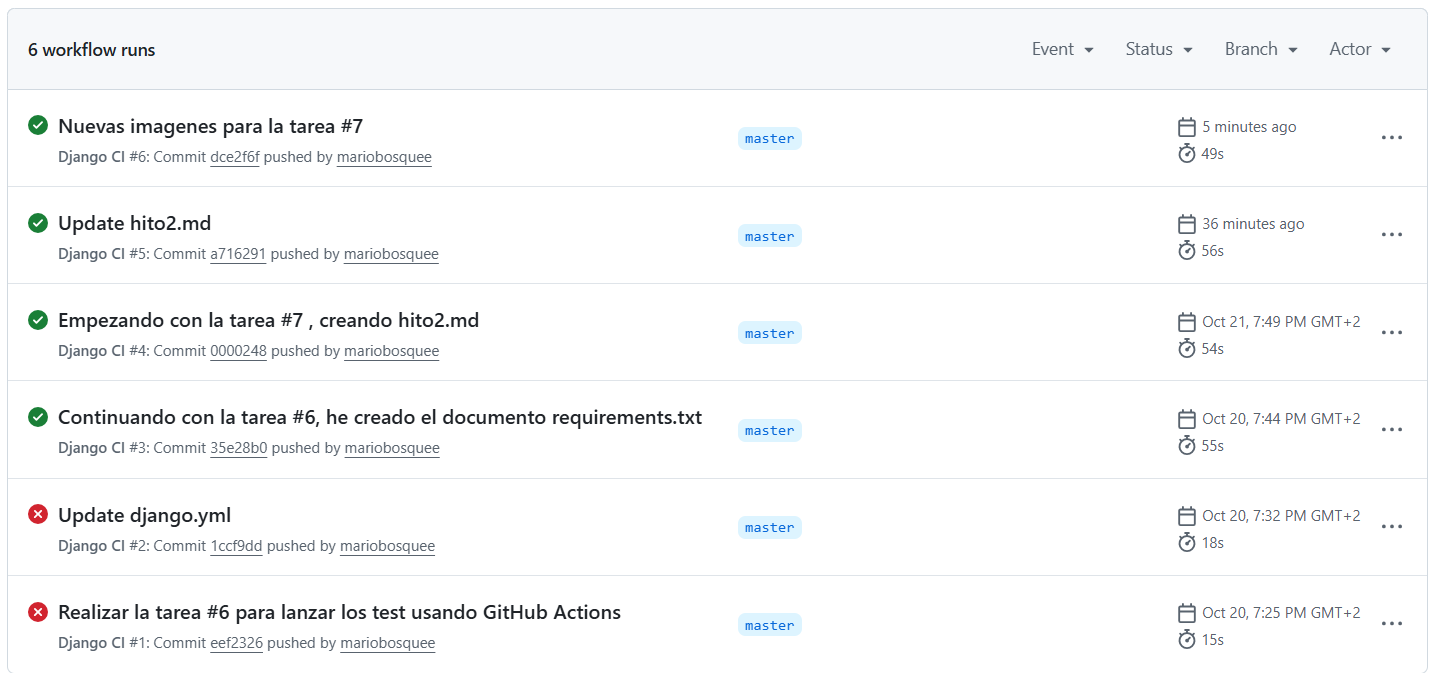 6 workflow runs
Event Status Branch Actor
Nuevas imagenes para la tarea #7
Django CI #6: Commit dce2f6f pushed by mariobosquee
master
5 minutes ago
49s
Update hito2.md
Django CI #5: Commit a716291 pushed by mariobosquee
master
36 minutes ago
56s
Empezando con la tarea #7 , creando hito2.md
Django CI #4: Commit 0000248 pushed by mariobosquee
master
Oct 21, 7:49 PM GMT+2
54s
Continuando con la tarea #6, he creado el documento requirements.txt
Django CI #3: Commit 35e28b0 pushed by mariobosquee
master
Oct 20, 7:44 PM GMT+2
55s
Update django.yml
Django CI #2: Commit 1ccf9dd pushed by mariobosquee
master
Oct 20, 7:32 PM GMT+2
18s
Realizar la tarea #6 para lanzar los test usando GitHub Actions
Django CI #1: Commit eef2326 pushed by mariobosquee
master
Oct 20, 7:25 PM GMT+2
15s